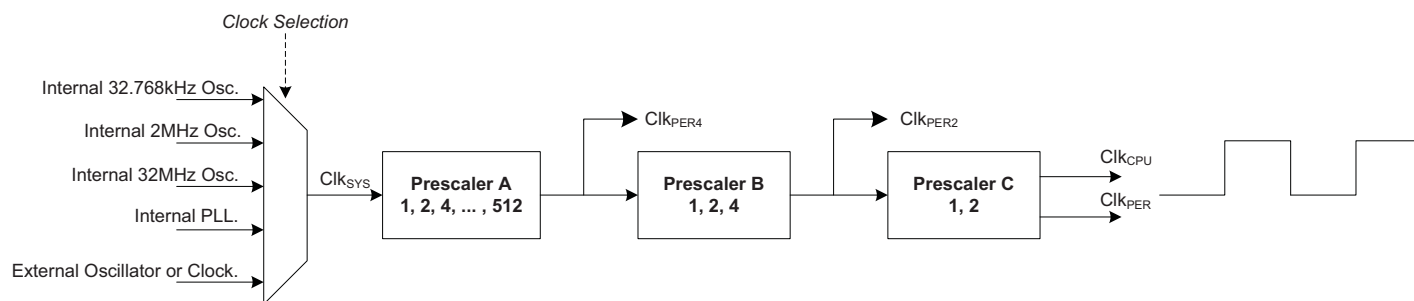 Clock Selection
Internal 32.768kHz Osc.
Internal 2MHz Osc.
Internal 32MHz Osc.
Internal PLL.
External Oscillator or Clock.
ClkSYS
Prescaler A
1, 2, 4, ... , 512
ClkPER4
Prescaler B
1, 2, 4
ClkPER2
Prescaler C
1, 2
ClkCPU
ClkPER